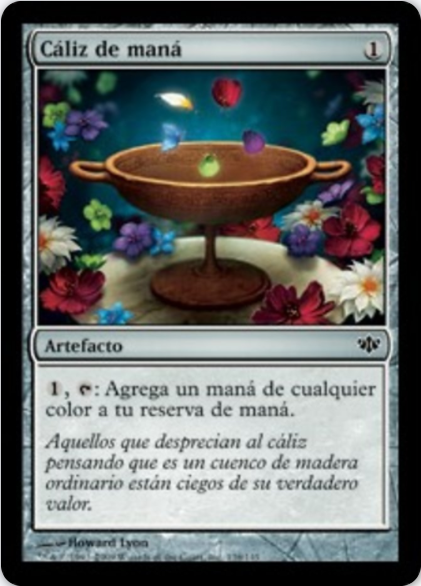 Cáliz de maná 1
Artefacto
1, : Agrega un maná de cualquier
color a tu reserva de maná.
Aquellos que desprecian al cáliz
pensando que es un cuenco de madera
ordinario están ciegos de su verdadero
valor.
Howard Lyon